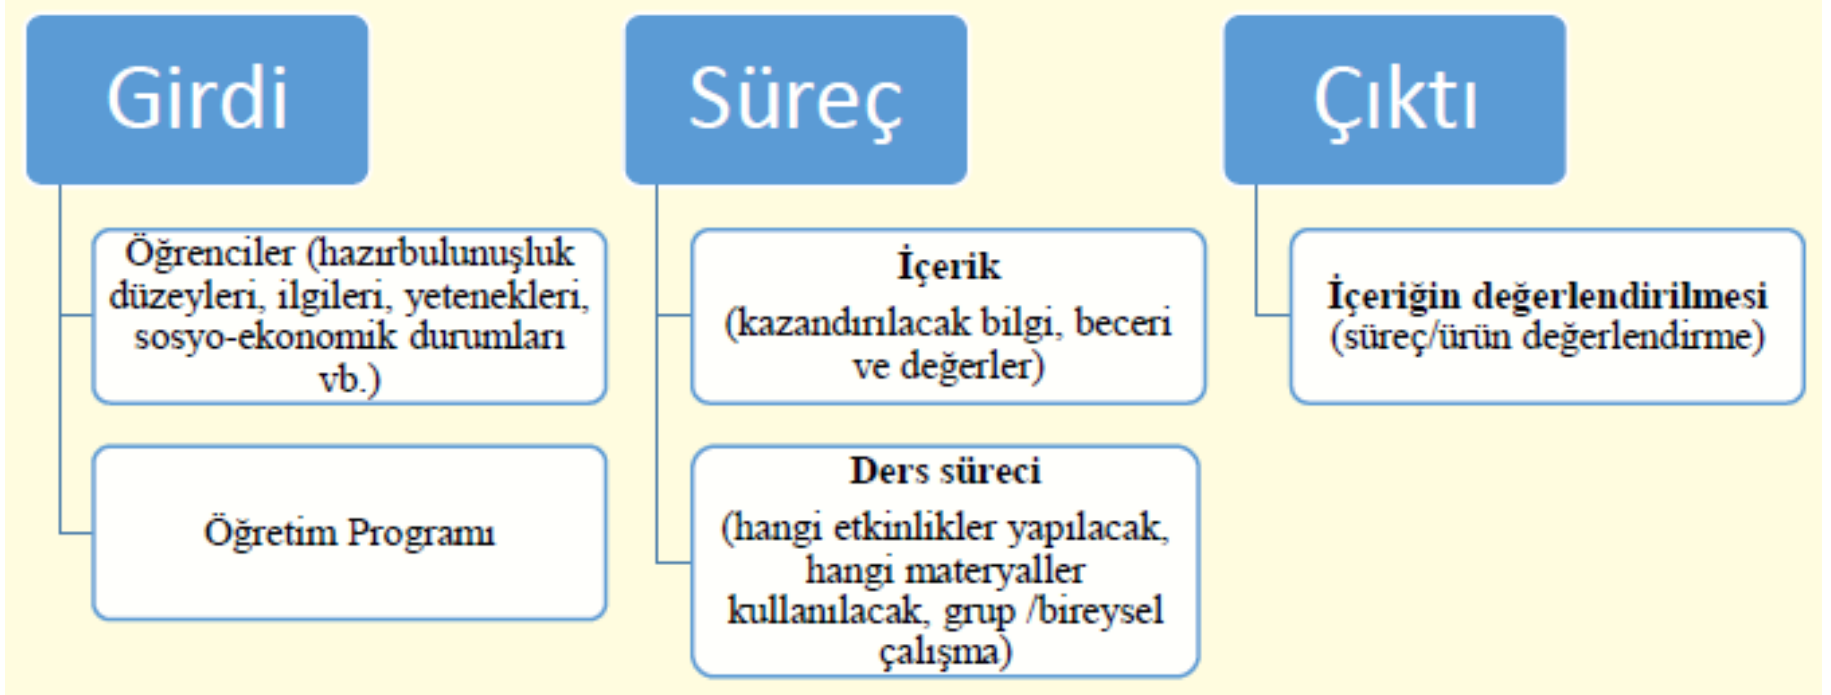 Girdi
Öğrenciler (hazırbulunuşluk
düzeyleri, ilgileri, yetenekleri,
sosyo-ekonomik durumları
vb.)
Öğretim Programı
Süreç
İçerik
(kazandırılacak bilgi, beceri
ve değerler)
Ders süreci
(hangi etkinlikler yapılacak,
hangi materyaller
kullanılacak, grup /bireysel
çalışma)
Çıktı
İçeriğin değerlendirilmesi
(süreç/ürün değerlendirme)